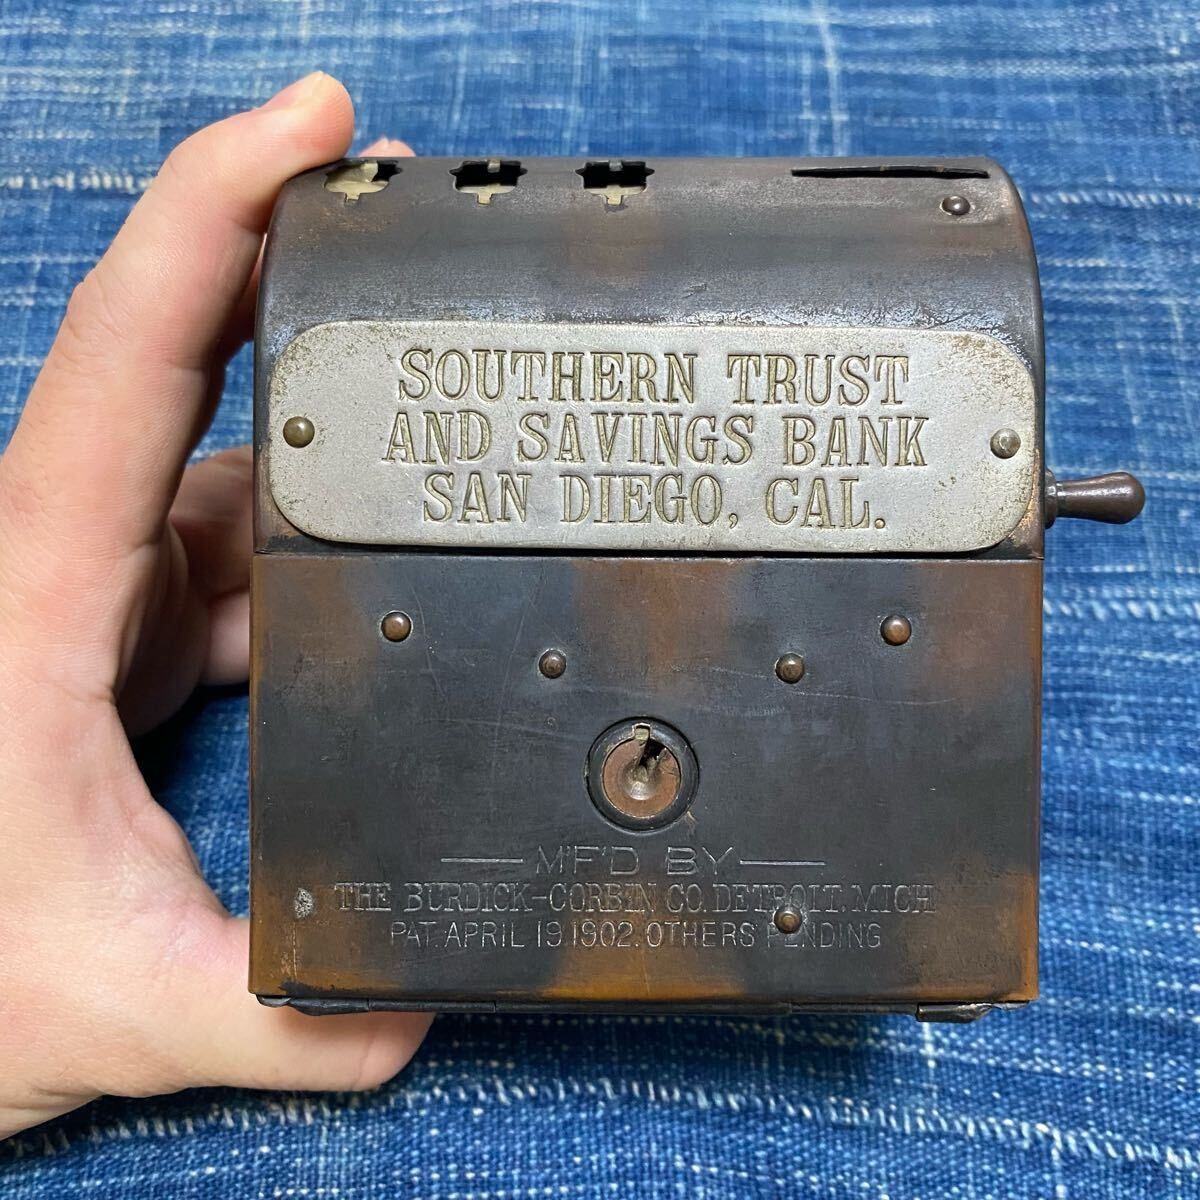 SOUTHERN TRUST
AND SAVINGS BANK
SAN DIEGO, CAL.
M'F'D BY
THE BURDICK-CORBIN CO. DETROIT. MICH
PAT. APRIL 19.1902. OTHERS PENDING